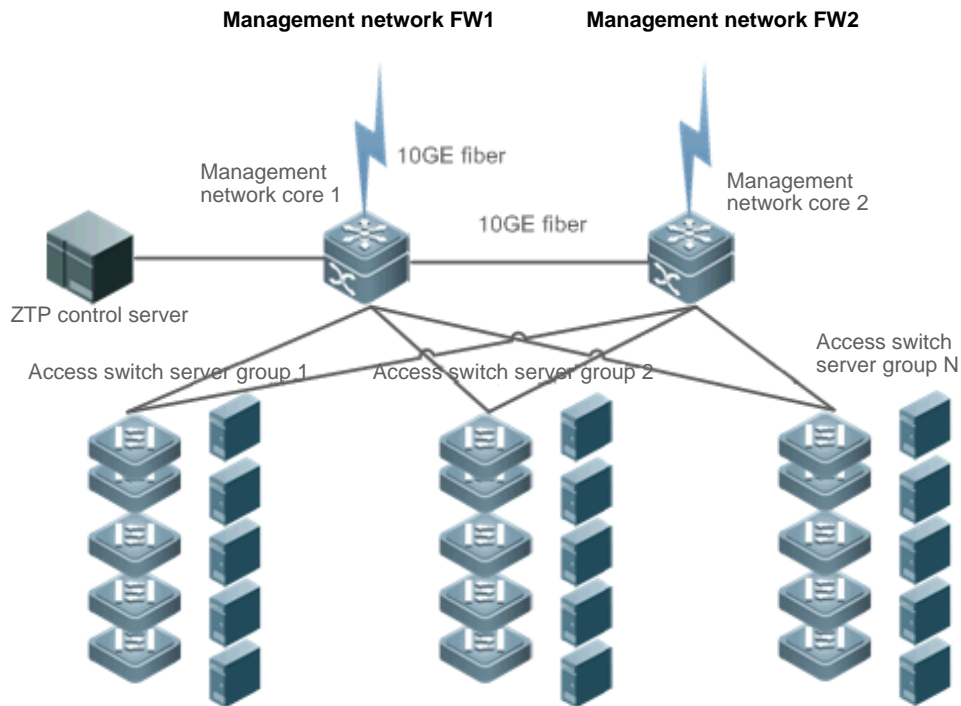 Management network FW1
Management network FW2
10GE fiber
Management
network core 1
Management
network core 2
10GE fiber
ZTP control server
Access switch server group 1
Access switch server group 2
Access switch
server group N